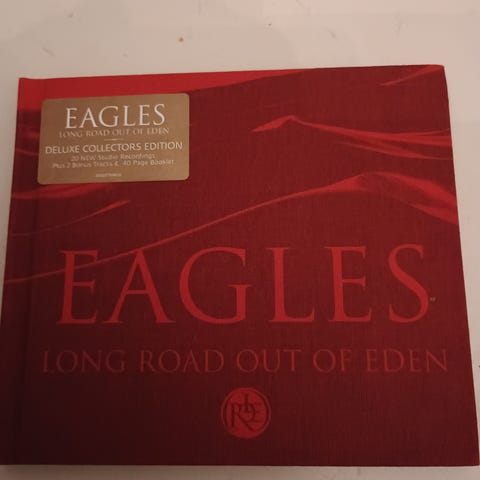 EAGLES
LONG ROAD OUT OF EDEN
DELUXE COLLECTORS EDITION
20 NEW Studio Recordings
Plus 2 Bonus Tracks & 40 Page Booklet
EAGLES
LONG ROAD OUT OF EDEN